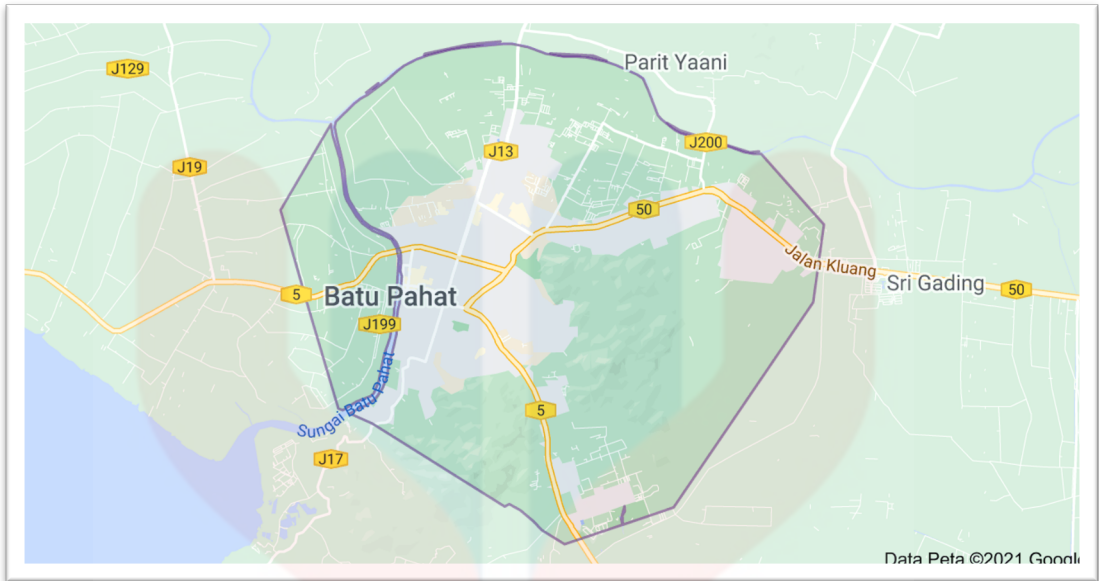 Parit Yaani
J129
J200
J13
J19
50
Jalan Kluang
Sri Gading
50
5
Batu Pahat
J199
Sungai Batu Pahat
5
J17
Data Peta ©2021 Googl